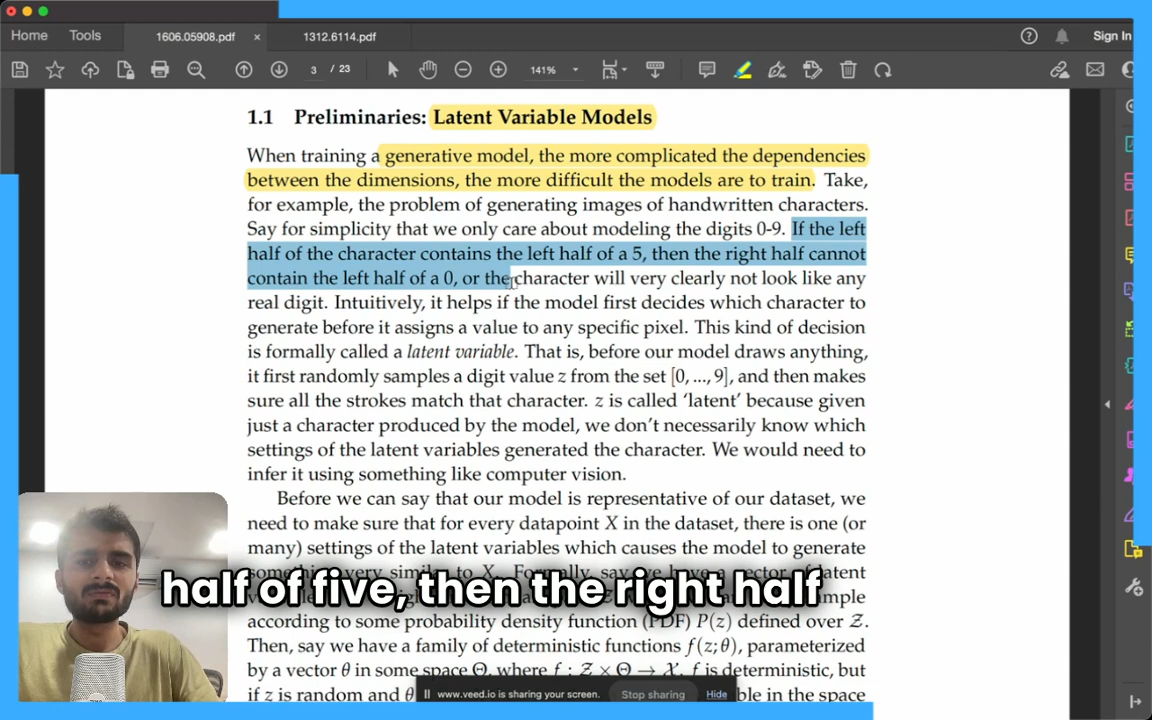 Home Tools 1606.05908.pdf × 1312.6114.pdf Sign In
3 / 23 141%
1.1 Preliminaries: Latent Variable Models
When training a generative model, the more complicated the dependencies
between the dimensions, the more difficult the models are to train. Take,
for example, the problem of generating images of handwritten characters.
Say for simplicity that we only care about modeling the digits 0-9. If the left
half of the character contains the left half of a 5, then the right half cannot
contain the left half of a 0, or the character will very clearly not look like any
real digit. Intuitively, it helps if the model first decides which character to
generate before it assigns a value to any specific pixel. This kind of decision
is formally called a latent variable. That is, before our model draws anything,
it first randomly samples a digit value z from the set [0, ..., 9], and then makes
sure all the strokes match that character. z is called ‘latent’ because given
just a character produced by the model, we don’t necessarily know which
settings of the latent variables generated the character. We would need to
infer it using something like computer vision.
Before we can say that our model is representative of our dataset, we
need to make sure that for every datapoint X in the dataset, there is one (or
many) settings of the latent variables which causes the model to generate
half of five, then the right half
according to some probability density function (PDF) P(z) defined over 𝒵.
Then, say we have a family of deterministic functions f(z; θ), parameterized
by a vector θ in some space Θ, where f : 𝒵 × Θ → 𝒳. f is deterministic, but
if z is random and θ ble in the space
www.veed.io is sharing your screen. Stop sharing Hide